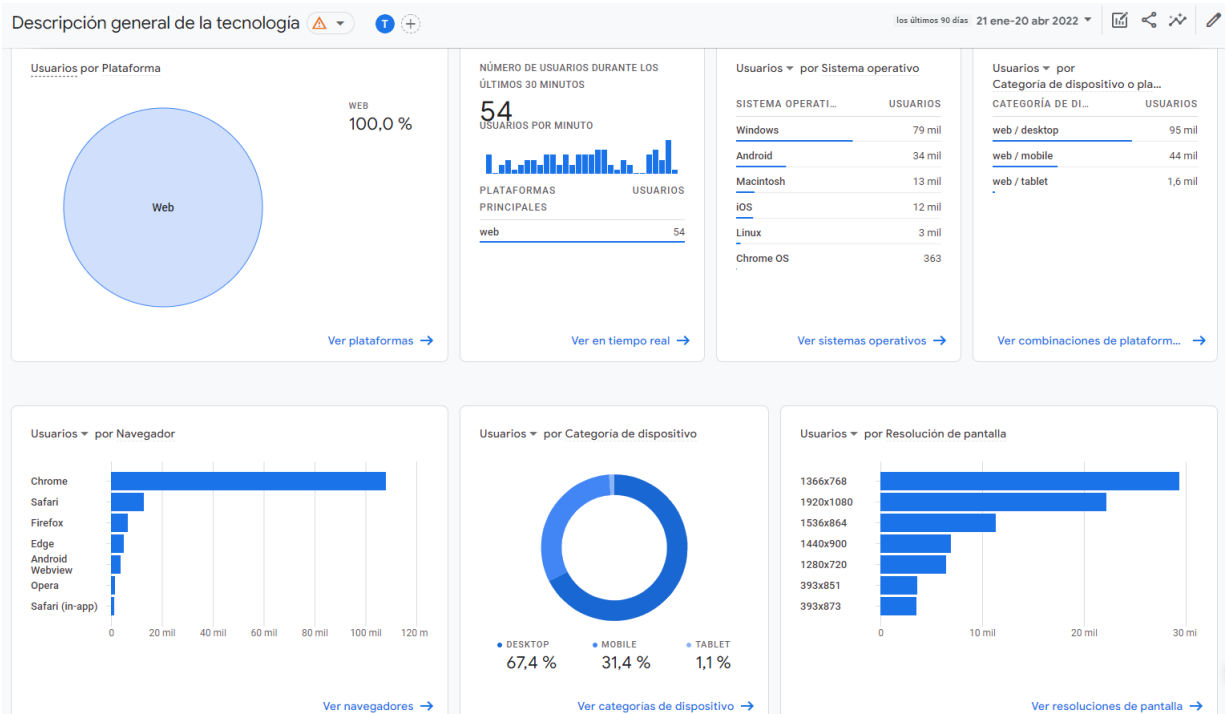 Descripción general de la tecnología
T
los últimos 90 días 21 ene-20 abr 2022
Usuarios por Plataforma
WEB
100,0 %
Web
Ver plataformas
NÚMERO DE USUARIOS DURANTE LOS
ÚLTIMOS 30 MINUTOS
54
USUARIOS POR MINUTO
PLATAFORMAS PRINCIPALES USUARIOS
web 54
Ver en tiempo real
Usuarios por Sistema operativo
SISTEMA OPERATI... USUARIOS
Windows 79 mil
Android 34 mil
Macintosh 13 mil
iOS 12 mil
Linux 3 mil
Chrome OS 363
Ver sistemas operativos
Usuarios por
Categoría de dispositivo o pla...
CATEGORÍA DE DI... USUARIOS
web / desktop 95 mil
web / mobile 44 mil
web / tablet 1,6 mil
Ver combinaciones de plataform...
Usuarios por Navegador
Chrome
Safari
Firefox
Edge
Android
Webview
Opera
Safari (in-app)
0 20 mil 40 mil 60 mil 80 mil 100 mil 120 m
Ver navegadores
Usuarios por Categoría de dispositivo
DESKTOP MOBILE TABLET
67,4 % 31,4 % 1,1 %
Ver categorías de dispositivo
Usuarios por Resolución de pantalla
1366x768
1920x1080
1536x864
1440x900
1280x720
393x851
393x873
0 10 mil 20 mil 30 mi
Ver resoluciones de pantalla